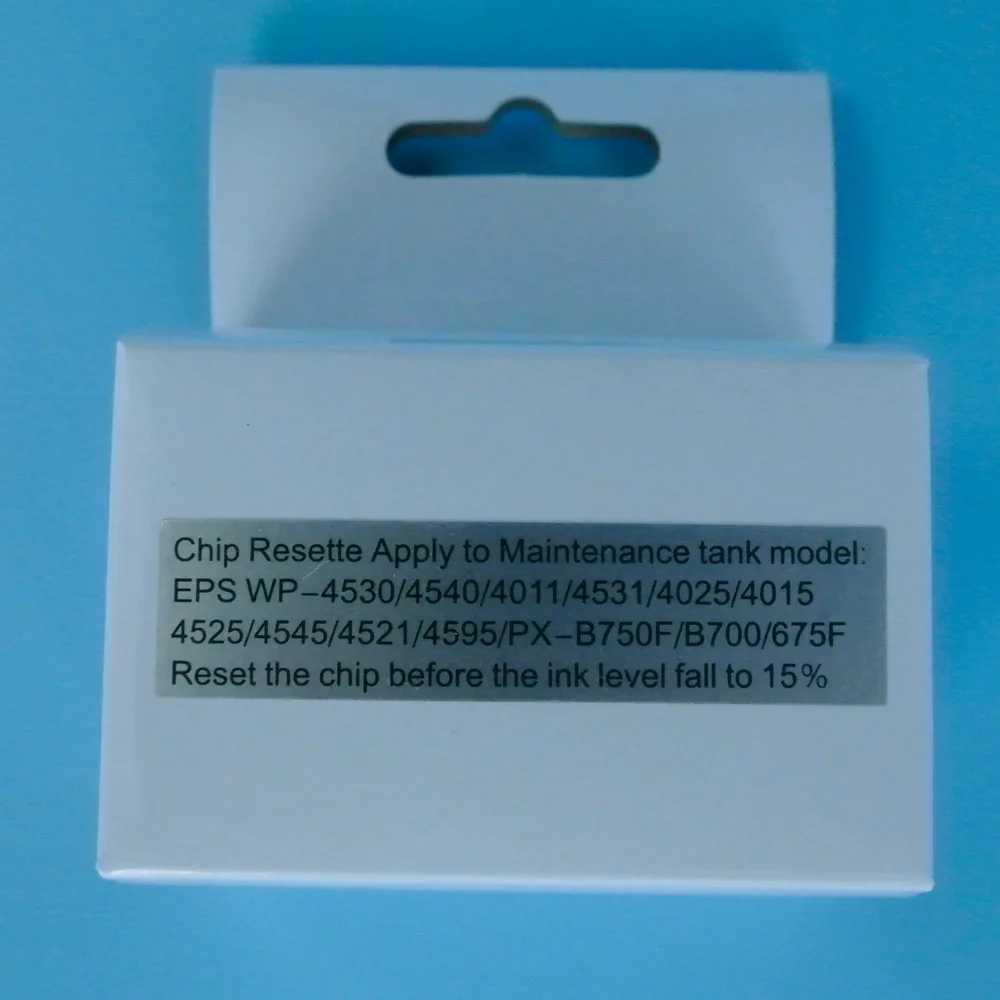 Chip Resette Apply to Maintenance tank model:
EPS WP-4530/4540/4011/4531/4025/4015
4525/4545/4521/4595/PX-B750F/B700/675F
Reset the chip before the ink level fall to 15%